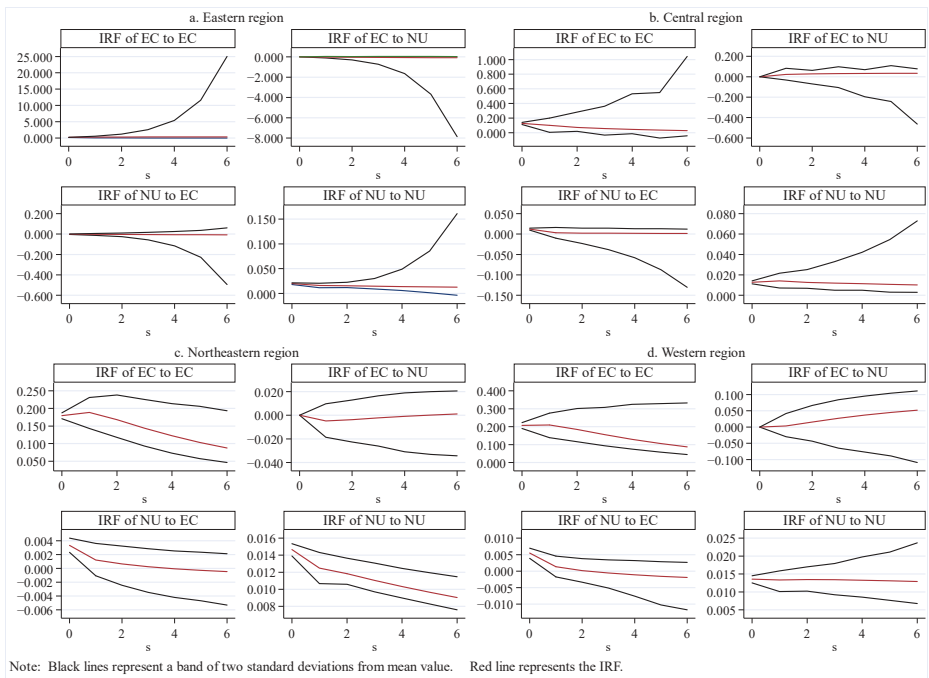 a. Eastern region
b. Central region
IRF of EC to EC
IRF of EC to NU
IRF of EC to EC
IRF of EC to NU
25.000
20.000
15.000
10.000
5.000
0.000
0 2 4 6
s
0.000
−2.000
−4.000
−6.000
−8.000
0 2 4 6
s
1.000
0.800
0.600
0.400
0.200
0.000
0 2 4 6
s
0.200
0.000
−0.200
−0.400
−0.600
0 2 4 6
s
IRF of NU to EC
IRF of NU to NU
IRF of NU to EC
IRF of NU to NU
0.200
0.000
−0.200
−0.400
−0.600
0 2 4 6
s
0.150
0.100
0.050
0.000
0 2 4 6
s
0.050
0.000
−0.050
−0.100
−0.150
0 2 4 6
s
0.080
0.060
0.040
0.020
0.000
0 2 4 6
s
c. Northeastern region
d. Western region
IRF of EC to EC
IRF of EC to NU
IRF of EC to EC
IRF of EC to NU
0.250
0.200
0.150
0.100
0.050
0 2 4 6
s
0.020
0.000
−0.020
−0.040
0 2 4 6
s
0.400
0.300
0.200
0.100
0.000
0 2 4 6
s
0.100
0.050
0.000
−0.050
−0.100
0 2 4 6
s
IRF of NU to EC
IRF of NU to NU
IRF of NU to EC
IRF of NU to NU
0.004
0.002
0.000
−0.002
−0.004
−0.006
0 2 4 6
s
0.016
0.014
0.012
0.010
0.008
0 2 4 6
s
0.010
0.005
0.000
−0.005
−0.010
0 2 4 6
s
0.025
0.020
0.015
0.010
0.005
0 2 4 6
s
Note: Black lines represent a band of two standard deviations from mean value. Red line represents the IRF.